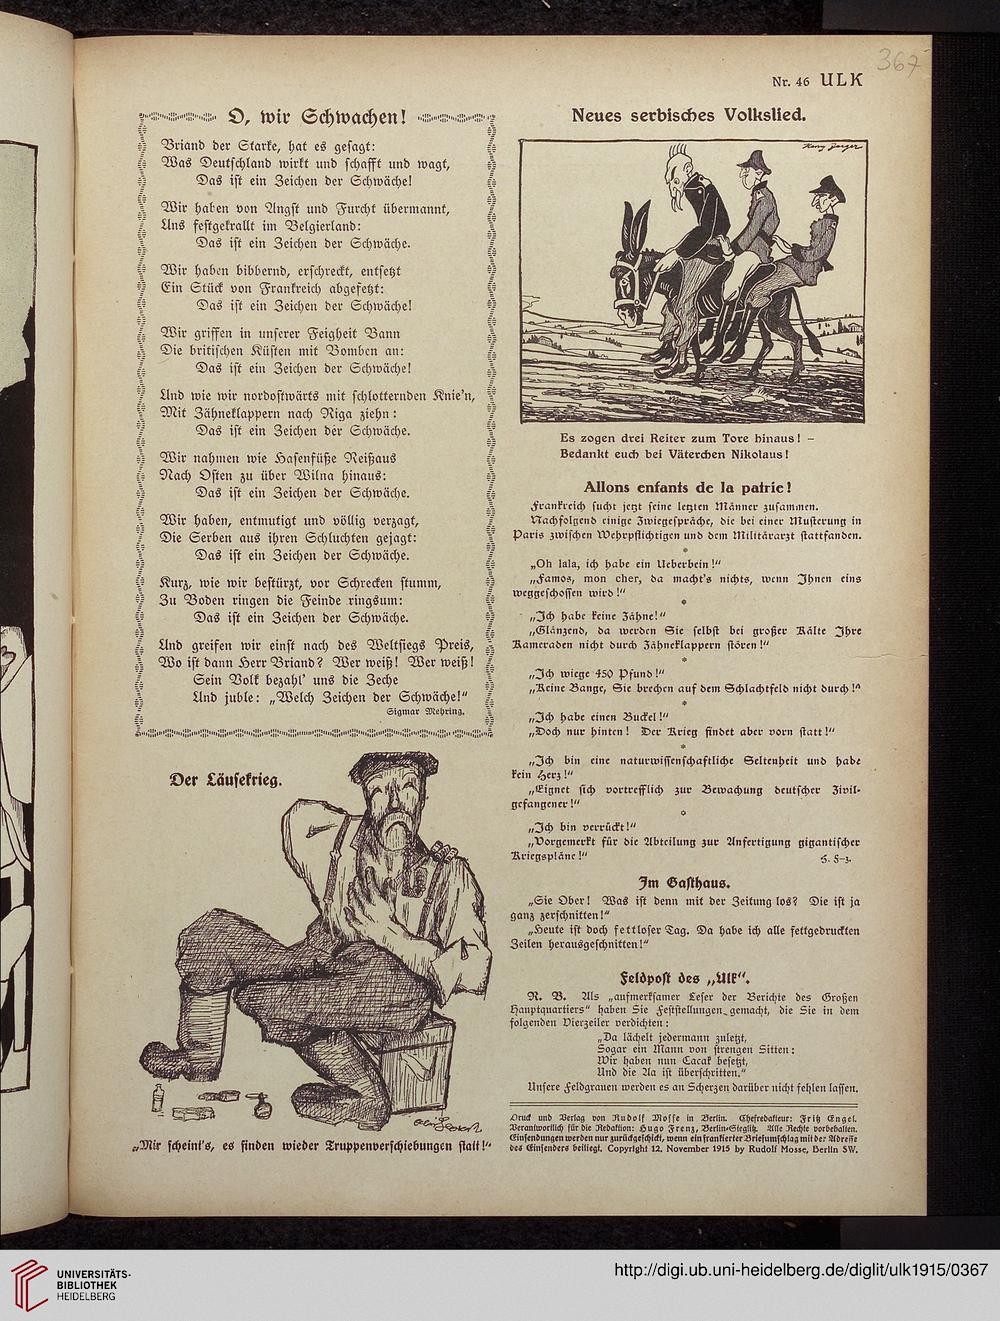 367
Nr. 46 ULK
O, wir Schwachen!
Briand der Starke, hat es gesagt:
Was Deutschland wirkt und schafft und wagt,
Das ist ein Zeichen der Schwäche!
Wir haben von Angst und Furcht übermannt,
Uns festgekrallt im Belgierland:
Das ist ein Zeichen der Schwäche.
Wir haben bibbernd, erschreckt, entsetzt
Ein Stück von Frankreich abgefetzt:
Das ist ein Zeichen der Schwäche!
Wir griffen in unserer Feigheit Bann
Die britischen Küsten mit Bomben an:
Das ist ein Zeichen der Schwäche!
Und wie wir nordostwärts mit schlotternden Knie'n,
Mit Zähneklappern nach Riga ziehn:
Das ist ein Zeichen der Schwäche.
Wir nahmen wie Hasenfüße Reißaus
Nach Osten zu über Wilna hinaus:
Das ist ein Zeichen der Schwäche.
Wir haben, entmutigt und völlig verzagt,
Die Serben aus ihren Schluchten gejagt:
Das ist ein Zeichen der Schwäche.
Kurz, wie wir bestürzt, vor Schrecken stumm,
Zu Boden ringen die Feinde ringsum:
Das ist ein Zeichen der Schwäche.
Und greifen wir einst nach des Weltsiegs Preis,
Wo ist dann Herr Briand? Wer weiß! Wer weiß!
Sein Volk bezahl' uns die Zeche
Und juble: „Welch Zeichen der Schwäche!"
Sigmar Mehring.
Der Läusekrieg.
„Mir scheint's, es finden wieder Truppenverschiebungen statt!"
Neues serbisches Volkslied.
Es zogen drei Reiter zum Tore hinaus! –
Bedankt euch bei Väterchen Nikolaus!
Allons enfants de la patrie!
Frankreich sucht jetzt seine letzten Männer zusammen.
Nachfolgend einige Zwiegespräche, die bei einer Musterung in
Paris zwischen Wehrpflichtigen und dem Militärarzt stattfanden.
*
„Oh lala, ich habe ein Ueberbein!"
„Famos, mon cher, da macht's nichts, wenn Ihnen eins
weggeschossen wird!"
*
„Ich habe keine Zähne!"
„Glänzend, da werden Sie selbst bei großer Kälte Ihre
Kameraden nicht durch Zähneklappern stören!"
*
„Ich wiege 450 Pfund!"
„Keine Bange, Sie brechen auf dem Schlachtfeld nicht durch!"
*
„Ich habe einen Buckel!"
„Doch nur hinten! Der Krieg findet aber vorn statt!"
*
„Ich bin eine naturwissenschaftliche Seltenheit und habe
kein Herz!"
„Eignet sich vortrefflich zur Bewachung deutscher Zivil-
gefangener!"
*
„Ich bin verrückt!"
„Vorgemerkt für die Abteilung zur Anfertigung gigantischer
Kriegspläne!"
H. F–z.
Im Gasthaus.
„Sie Ober! Was ist denn mit der Zeitung los? Die ist ja
ganz zerschnitten!"
„Heute ist doch fettloser Tag. Da habe ich alle fettgedruckten
Zeilen herausgeschnitten!"
Feldpost des „Ulk".
N. B. Als „aufmerksamer Leser der Berichte des Großen
Hauptquartiers" haben Sie Feststellungen gemacht, die Sie in dem
folgenden Vierzeiler verdichten:
„Da lächelt jedermann zuletzt,
Sogar ein Mann von strengen Sitten:
Wir haben nun Cacak besetzt,
Und die Aa ist überschritten."
Unsere Feldgrauen werden es an Scherzen darüber nicht fehlen lassen.
Druck und Verlag von Rudolf Mosse in Berlin. Chefredakteur: Fritz Engel.
Verantwortlich für die Redaktion: Hugo Frenz, Berlin-Steglitz. Alle Rechte vorbehalten.
Einsendungen werden nur zurückgeschickt, wenn ein frankierter Briefumschlag mit der Adresse
des Einsenders beiliegt. Copyright 12. November 1915 by Rudolf Mosse, Berlin SW.
UNIVERSITÄTS-
BIBLIOTHEK
HEIDELBERG
http://digi.ub.uni-heidelberg.de/diglit/ulk1915/0367